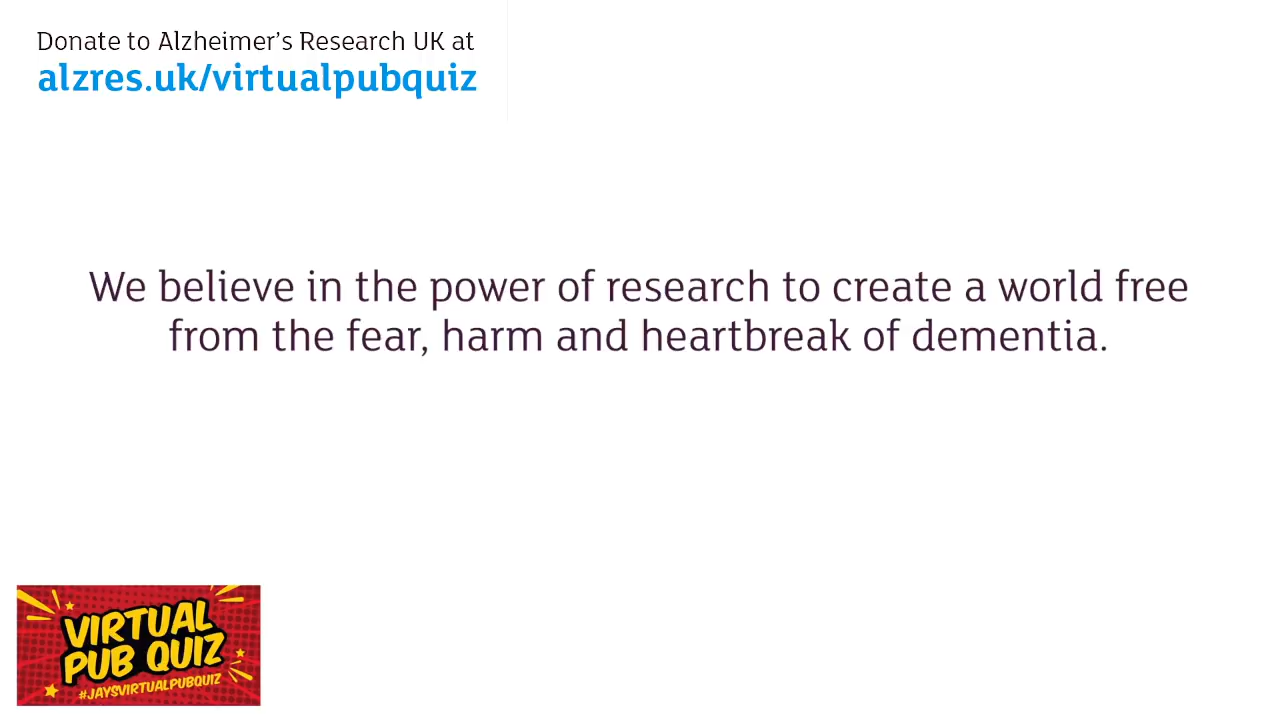 Donate to Alzheimer’s Research UK at
alzres.uk/virtualpubquiz
We believe in the power of research to create a world free
from the fear, harm and heartbreak of dementia.
VIRTUAL
PUB QUIZ
#JAYSVIRTUALPUBQUIZ